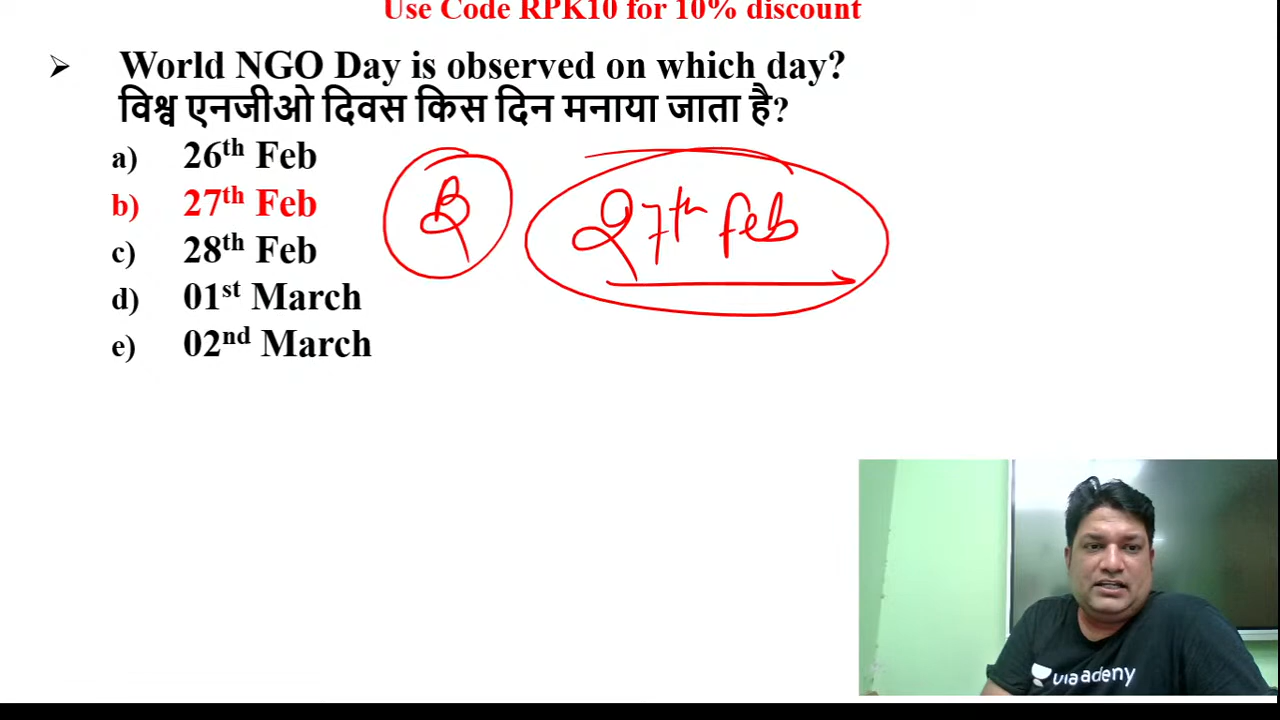 Use Code RPK10 for 10% discount
➢ World NGO Day is observed on which day?
विश्व एनजीओ दिवस किस दिन मनाया जाता है?
a) 26th Feb
b) 27th Feb
c) 28th Feb
d) 01st March
e) 02nd March
B
27th Feb